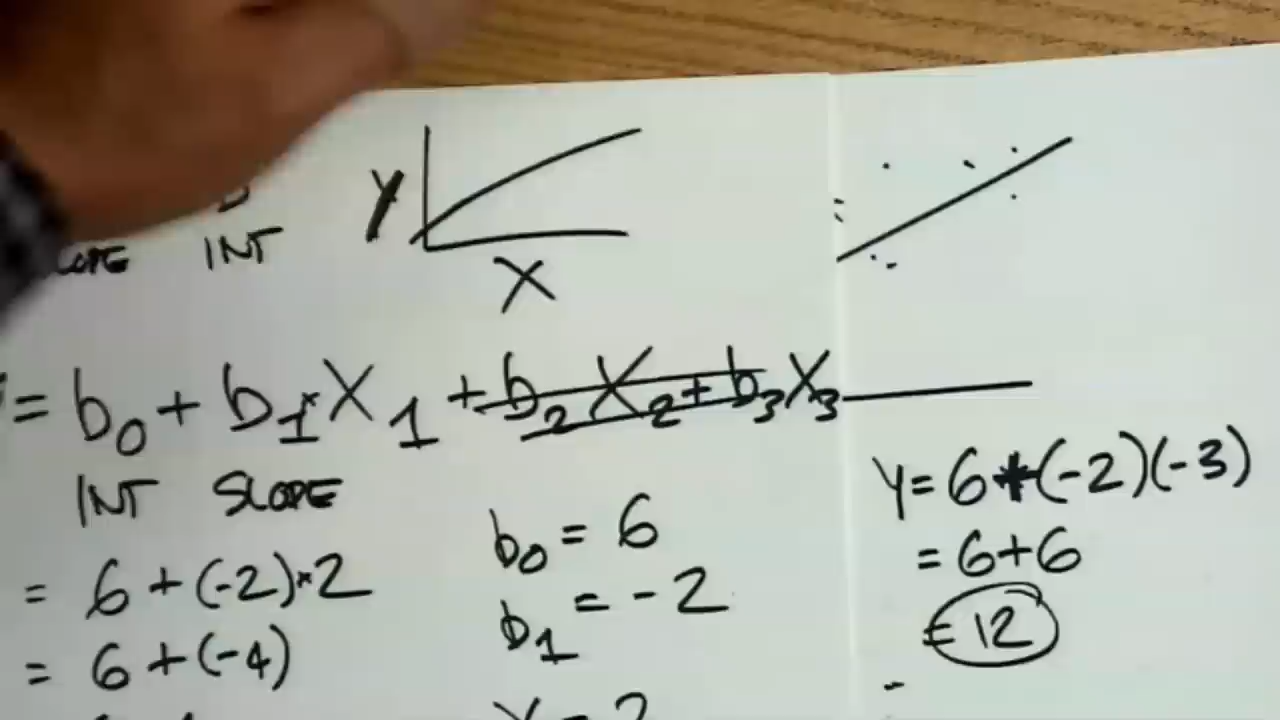 INT
Y
X
= b₀ + b₁*X₁ + b₂X₂ + b₃X₃
INT SLOPE
= 6 + (-2)*2
= 6 + (-4)
b₀ = 6
b₁ = -2
Y = 6 + (-2)(-3)
= 6+6
= 12